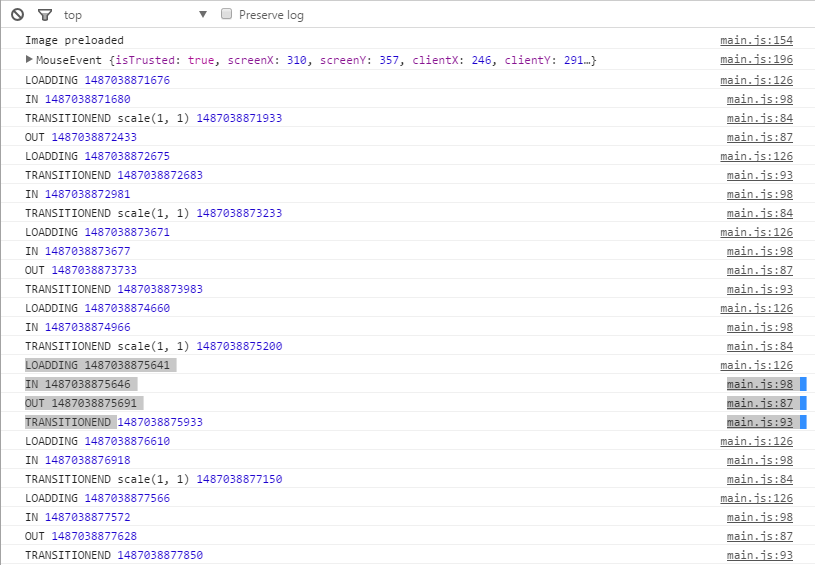 top Preserve log
Image preloaded main.js:154
MouseEvent {isTrusted: true, screenX: 310, screenY: 357, clientX: 246, clientY: 291…} main.js:196
LOADDING 1487038871676 main.js:126
IN 1487038871680 main.js:98
TRANSITIONEND scale(1, 1) 1487038871933 main.js:84
OUT 1487038872433 main.js:87
LOADDING 1487038872675 main.js:126
TRANSITIONEND 1487038872683 main.js:93
IN 1487038872981 main.js:98
TRANSITIONEND scale(1, 1) 1487038873233 main.js:84
LOADDING 1487038873671 main.js:126
IN 1487038873677 main.js:98
OUT 1487038873733 main.js:87
TRANSITIONEND 1487038873983 main.js:93
LOADDING 1487038874660 main.js:126
IN 1487038874966 main.js:98
TRANSITIONEND scale(1, 1) 1487038875200 main.js:84
LOADDING 1487038875641 main.js:126
IN 1487038875646 main.js:98
OUT 1487038875691 main.js:87
TRANSITIONEND 1487038875933 main.js:93
LOADDING 1487038876610 main.js:126
IN 1487038876918 main.js:98
TRANSITIONEND scale(1, 1) 1487038877150 main.js:84
LOADDING 1487038877566 main.js:126
IN 1487038877572 main.js:98
OUT 1487038877628 main.js:87
TRANSITIONEND 1487038877850 main.js:93